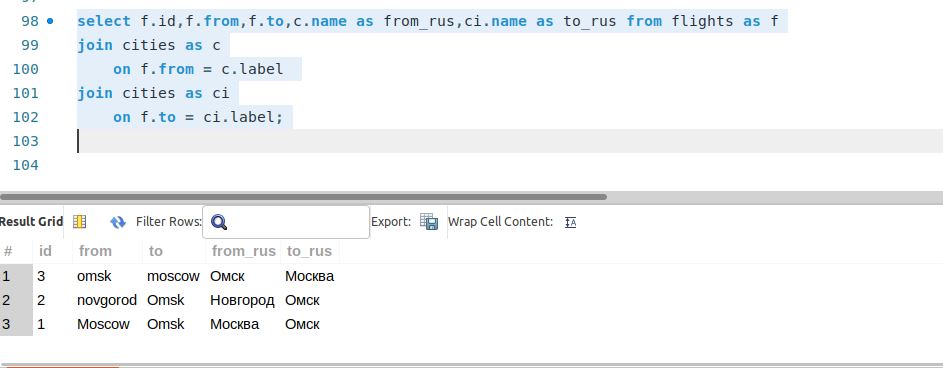 98 select f.id,f.from,f.to,c.name as from_rus,ci.name as to_rus from flights as f
99 join cities as c
100 on f.from = c.label
101 join cities as ci
102 on f.to = ci.label;
103
104
Result Grid Filter Rows: Export: Wrap Cell Content:
# id from to from_rus to_rus
1 3 omsk moscow Омск Москва
2 2 novgorod Omsk Новгород Омск
3 1 Moscow Omsk Москва Омск